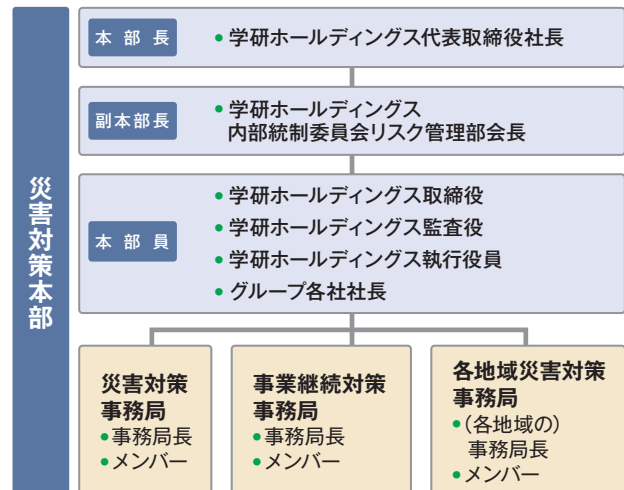 災害対策本部
本部長
• 学研ホールディングス代表取締役社長
副本部長
• 学研ホールディングス
内部統制委員会リスク管理部会長
本部員
• 学研ホールディングス取締役
• 学研ホールディングス監査役
• 学研ホールディングス執行役員
• グループ各社社長
災害対策
事務局
• 事務局長
• メンバー
事業継続対策
事務局
• 事務局長
• メンバー
各地域災害対策
事務局
• (各地域の)
事務局長
• メンバー